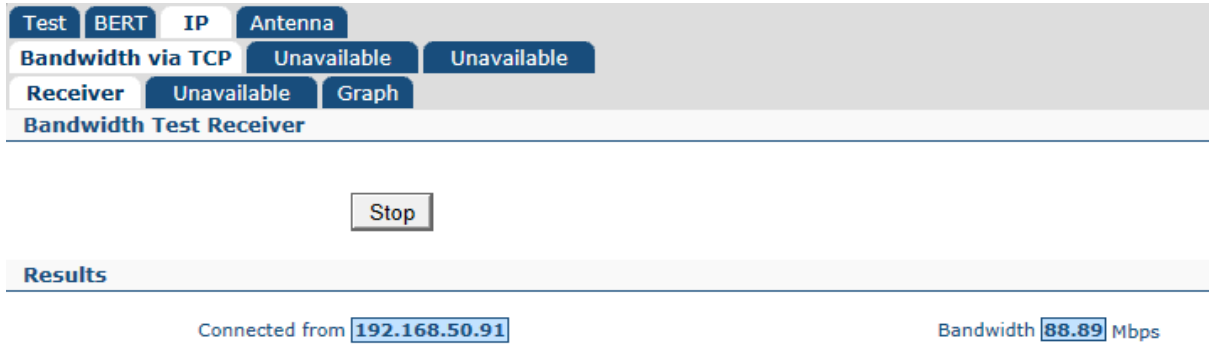 Test BERT IP Antenna
Bandwidth via TCP Unavailable Unavailable
Receiver Unavailable Graph
Bandwidth Test Receiver
Stop
Results
Connected from 192.168.50.91 Bandwidth 88.89 Mbps